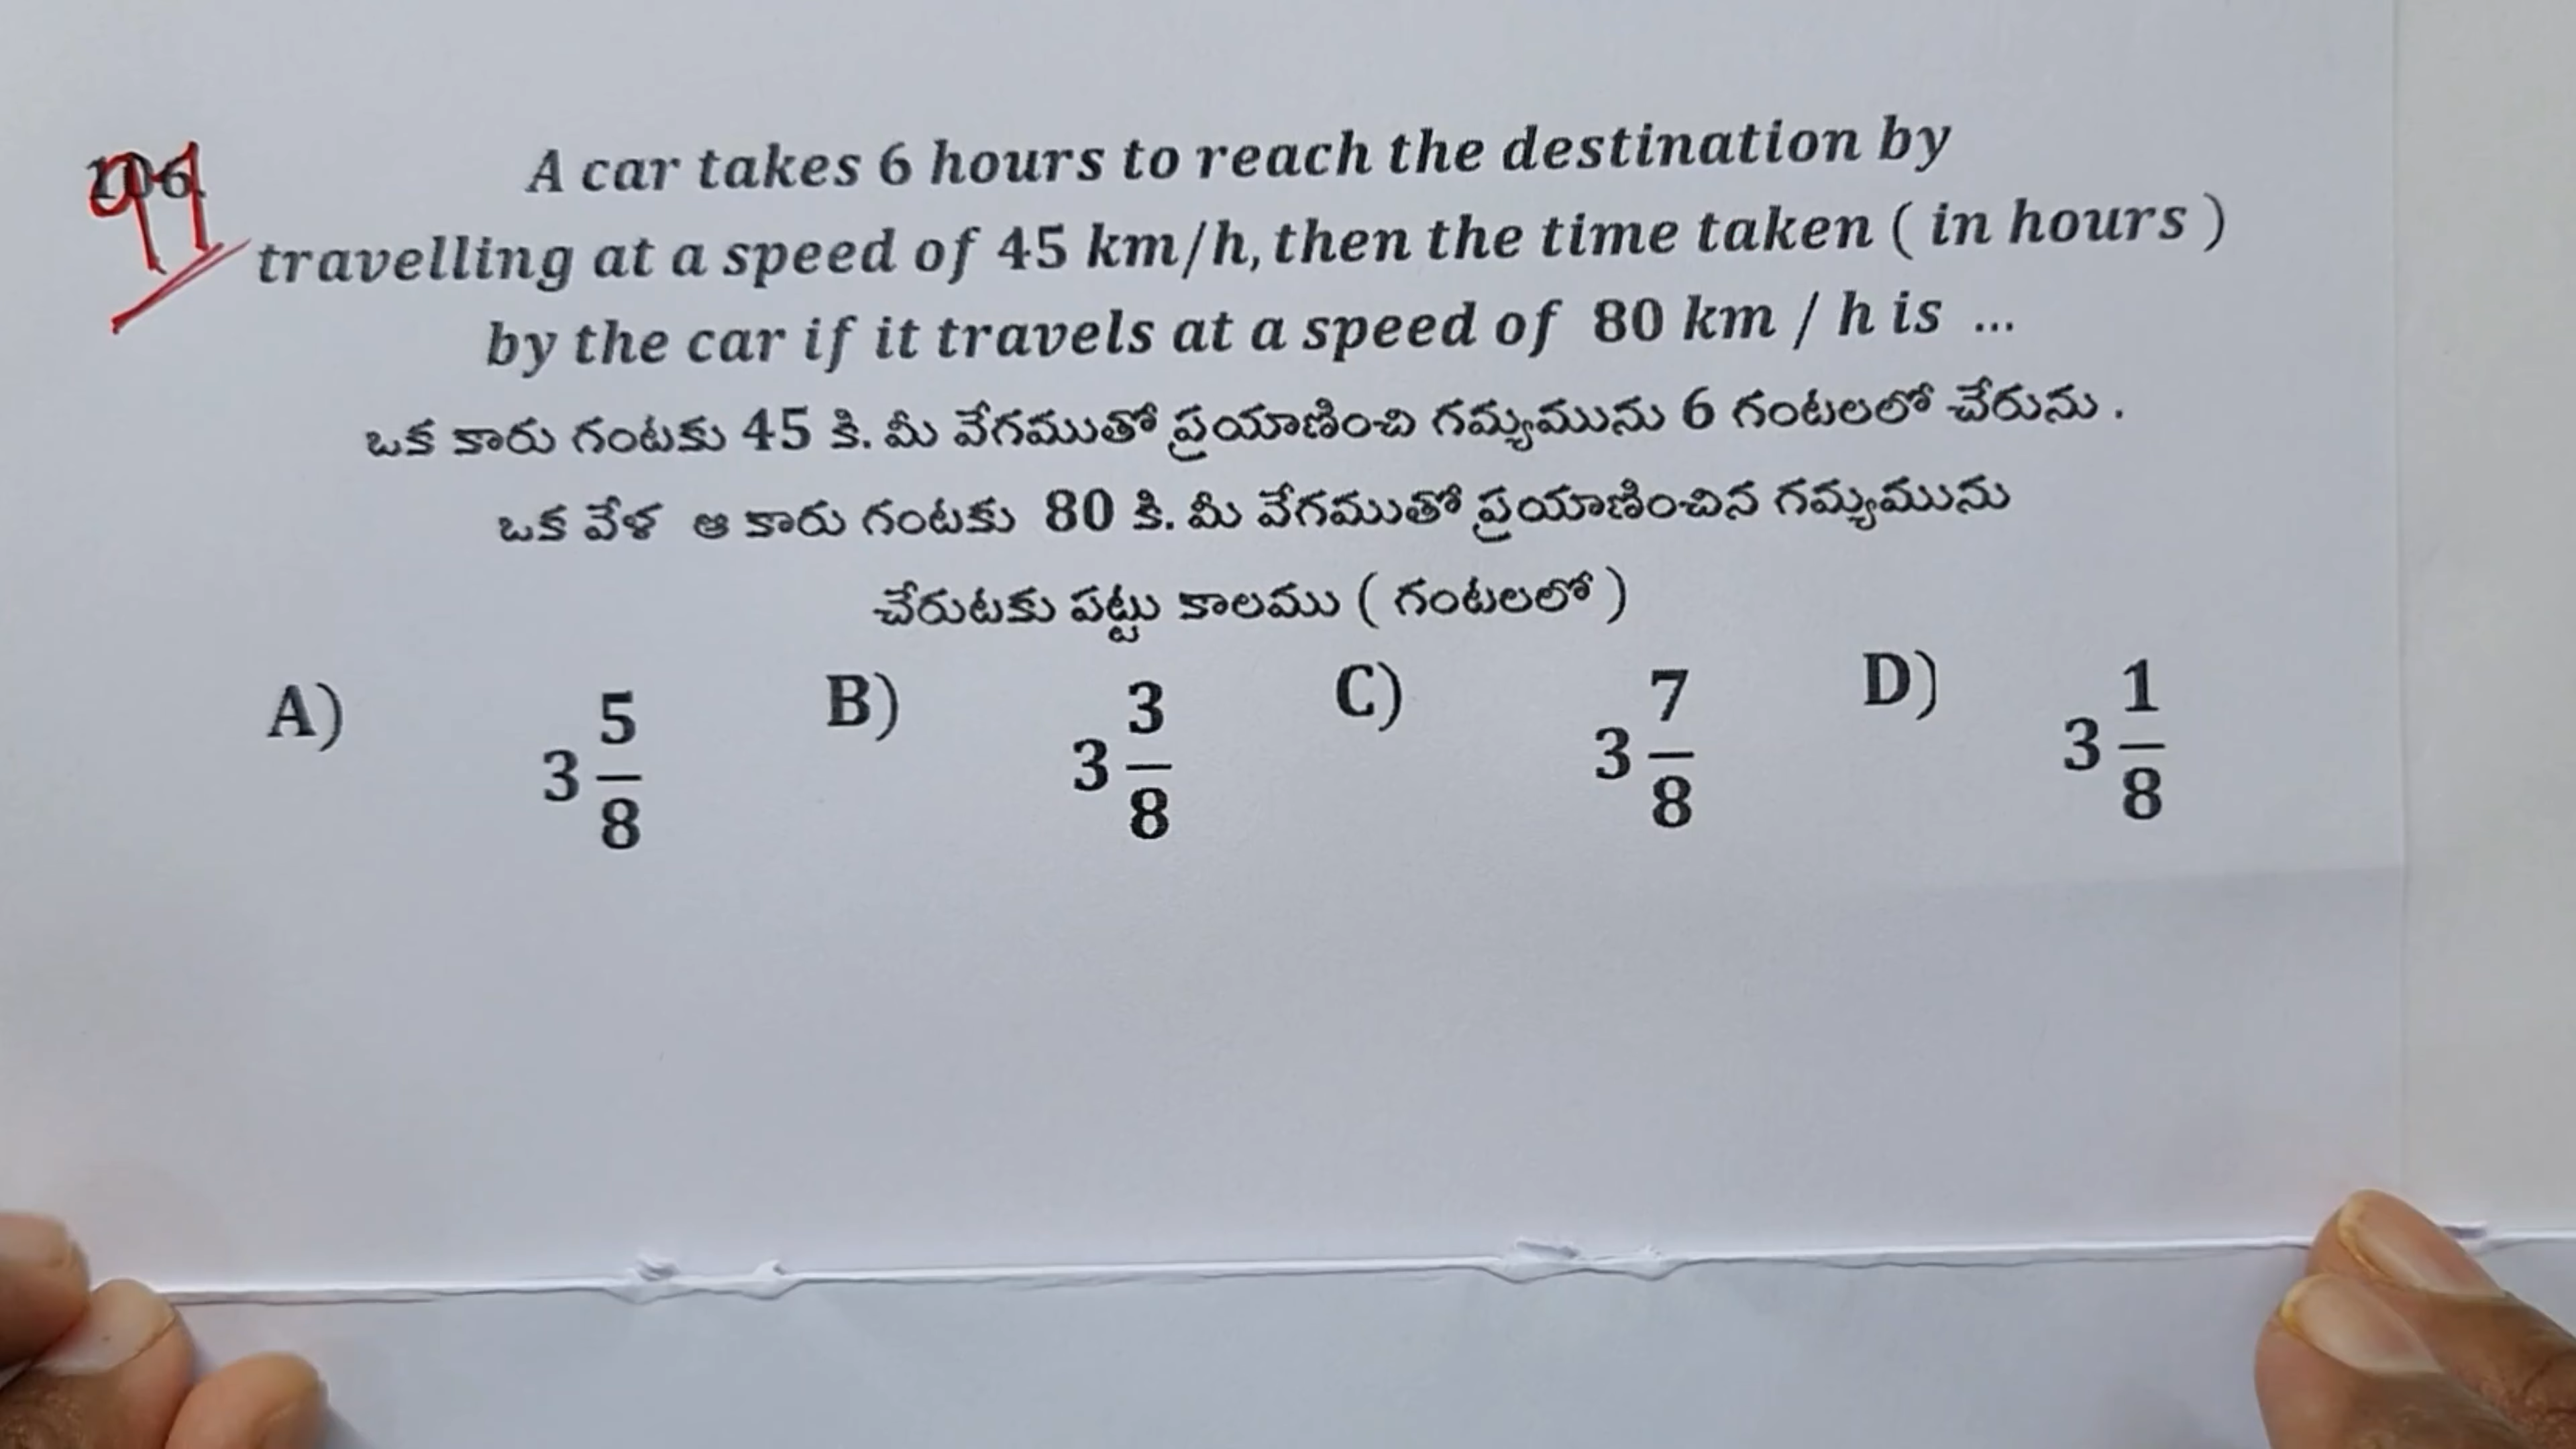 99
A car takes 6 hours to reach the destination by
travelling at a speed of 45 km/h, then the time taken ( in hours )
by the car if it travels at a speed of 80 km / h is ...
ఒక కారు గంటకు 45 కి. మీ వేగముతో ప్రయాణించి గమ్యమును 6 గంటలలో చేరును .
ఒక వేళ ఆ కారు గంటకు 80 కి. మీ వేగముతో ప్రయాణించిన గమ్యమును
చేరుటకు పట్టు కాలము ( గంటలలో )
A) 3 5/8 B) 3 3/8 C) 3 7/8 D) 3 1/8